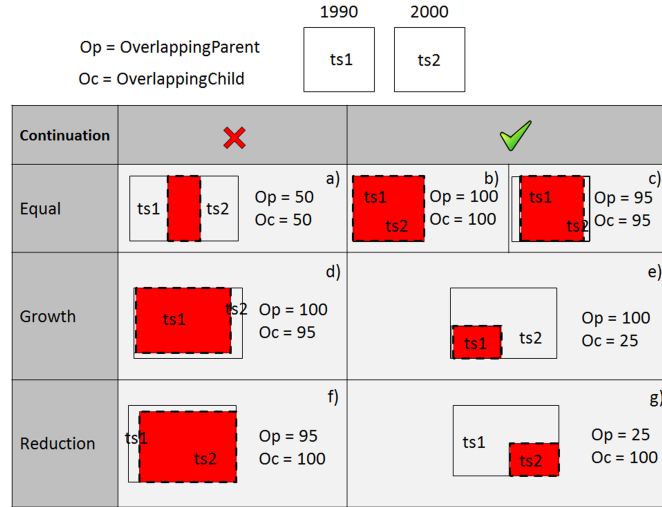 1990 2000
Op = OverlappingParent
Oc = OverlappingChild
ts1 ts2
Continuation
Equal
a)
ts1 ts2
Op = 50
Oc = 50
b)
ts1
ts2
Op = 100
Oc = 100
c)
ts1
ts2
Op = 95
Oc = 95
Growth
d)
ts1 ts2
Op = 100
Oc = 95
e)
ts1 ts2
Op = 100
Oc = 25
Reduction
f)
ts1
ts2
Op = 95
Oc = 100
g)
ts1
ts2
Op = 25
Oc = 100